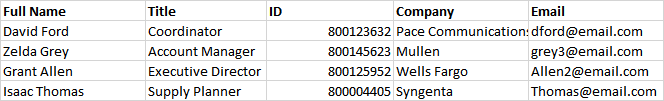 Full Name Title ID Company Email
David Ford Coordinator 800123632 Pace Communications dford@email.com
Zelda Grey Account Manager 800145623 Mullen grey3@email.com
Grant Allen Executive Director 800125952 Wells Fargo Allen2@email.com
Isaac Thomas Supply Planner 800004405 Syngenta Thomas@email.com